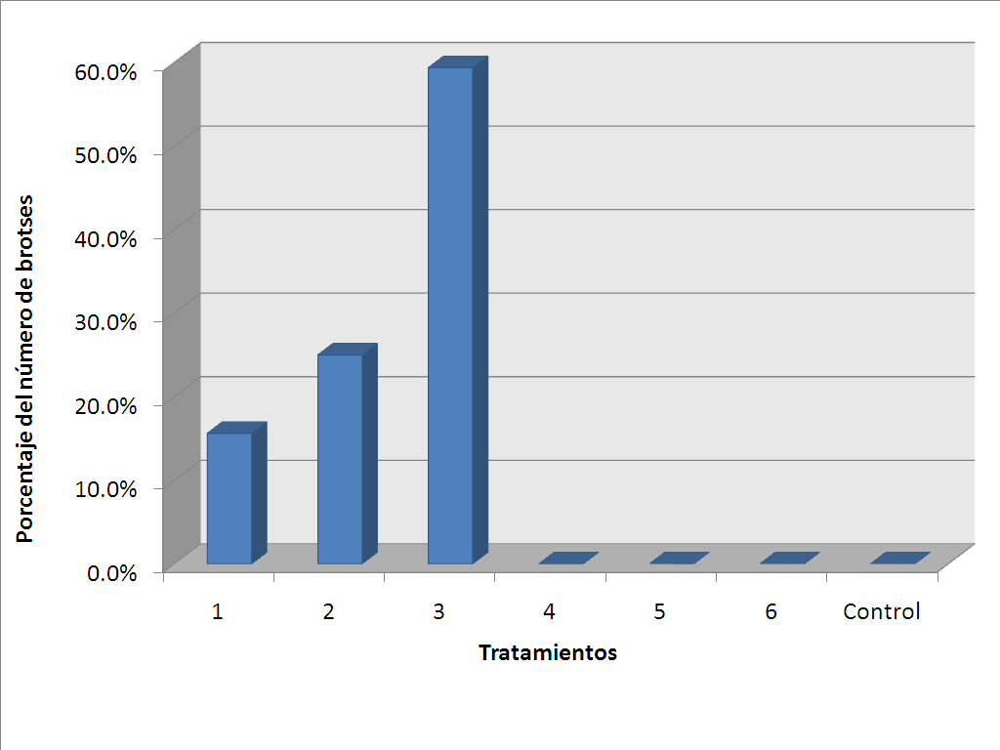 60.0%
50.0%
40.0%
30.0%
20.0%
10.0%
0.0%
Porcentaje del número de brotses
1 2 3 4 5 6 Control
Tratamientos